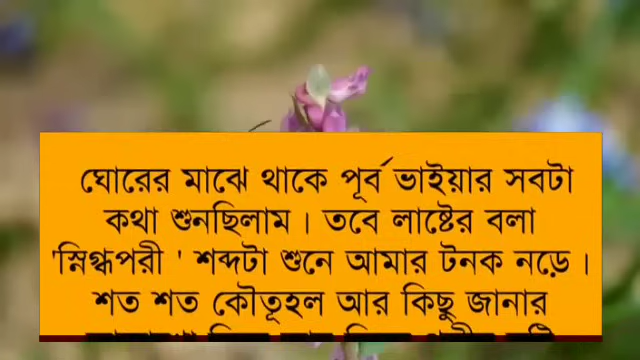 ঘোরের মাঝে থাকে পূর্ব ভাইয়ার সবটা
কথা শুনছিলাম। তবে লাষ্টের বলা
'স্নিগ্ধপরী ' শব্দটা শুনে আমার টনক নড়ে।
শত শত কৌতূহল আর কিছু জানার